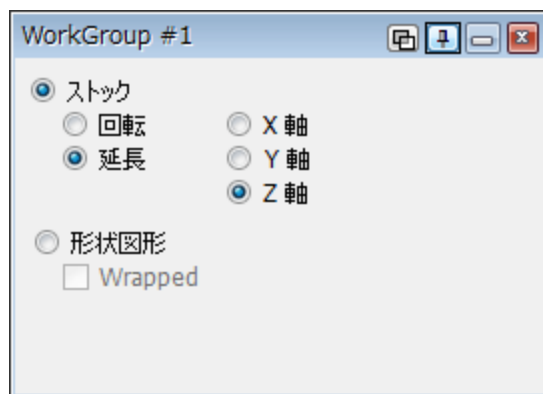 WorkGroup #1
ストック
回転 X 軸
延長 Y 軸
Z 軸
形状図形
Wrapped